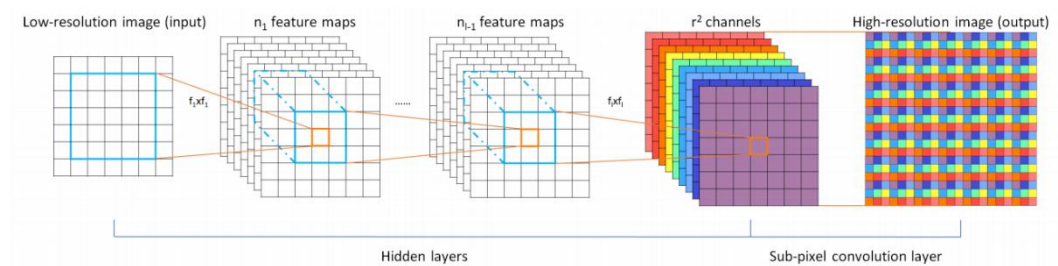 Low-resolution image (input)
n₁ feature maps
nₗ₋₁ feature maps
r² channels
High-resolution image (output)
f₁xf₁
......
fₗxfₗ
Hidden layers
Sub-pixel convolution layer